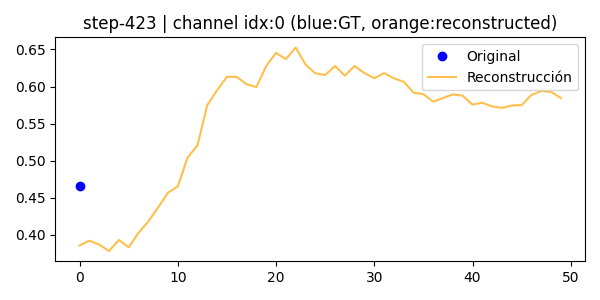 step-423 | channel idx:0 (blue:GT, orange:reconstructed)
Original
Reconstrucción
0.65
0.60
0.55
0.50
0.45
0.40
0 10 20 30 40 50